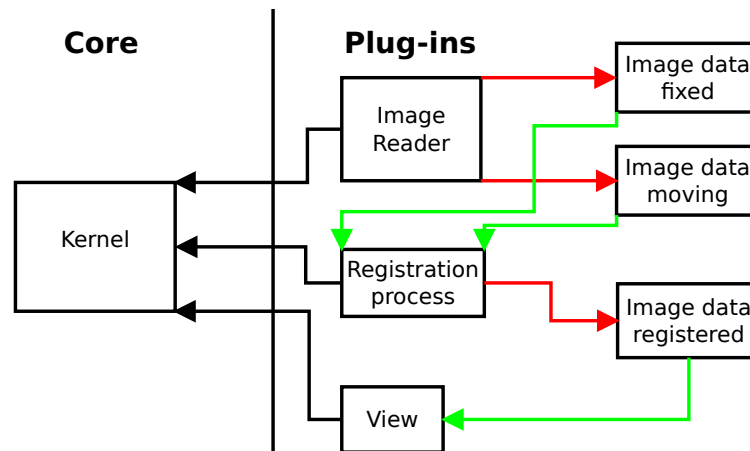 Core
Plug-ins
Image data
fixed
Image
Reader
Image data
moving
Kernel
Registration
process
Image data
registered
View